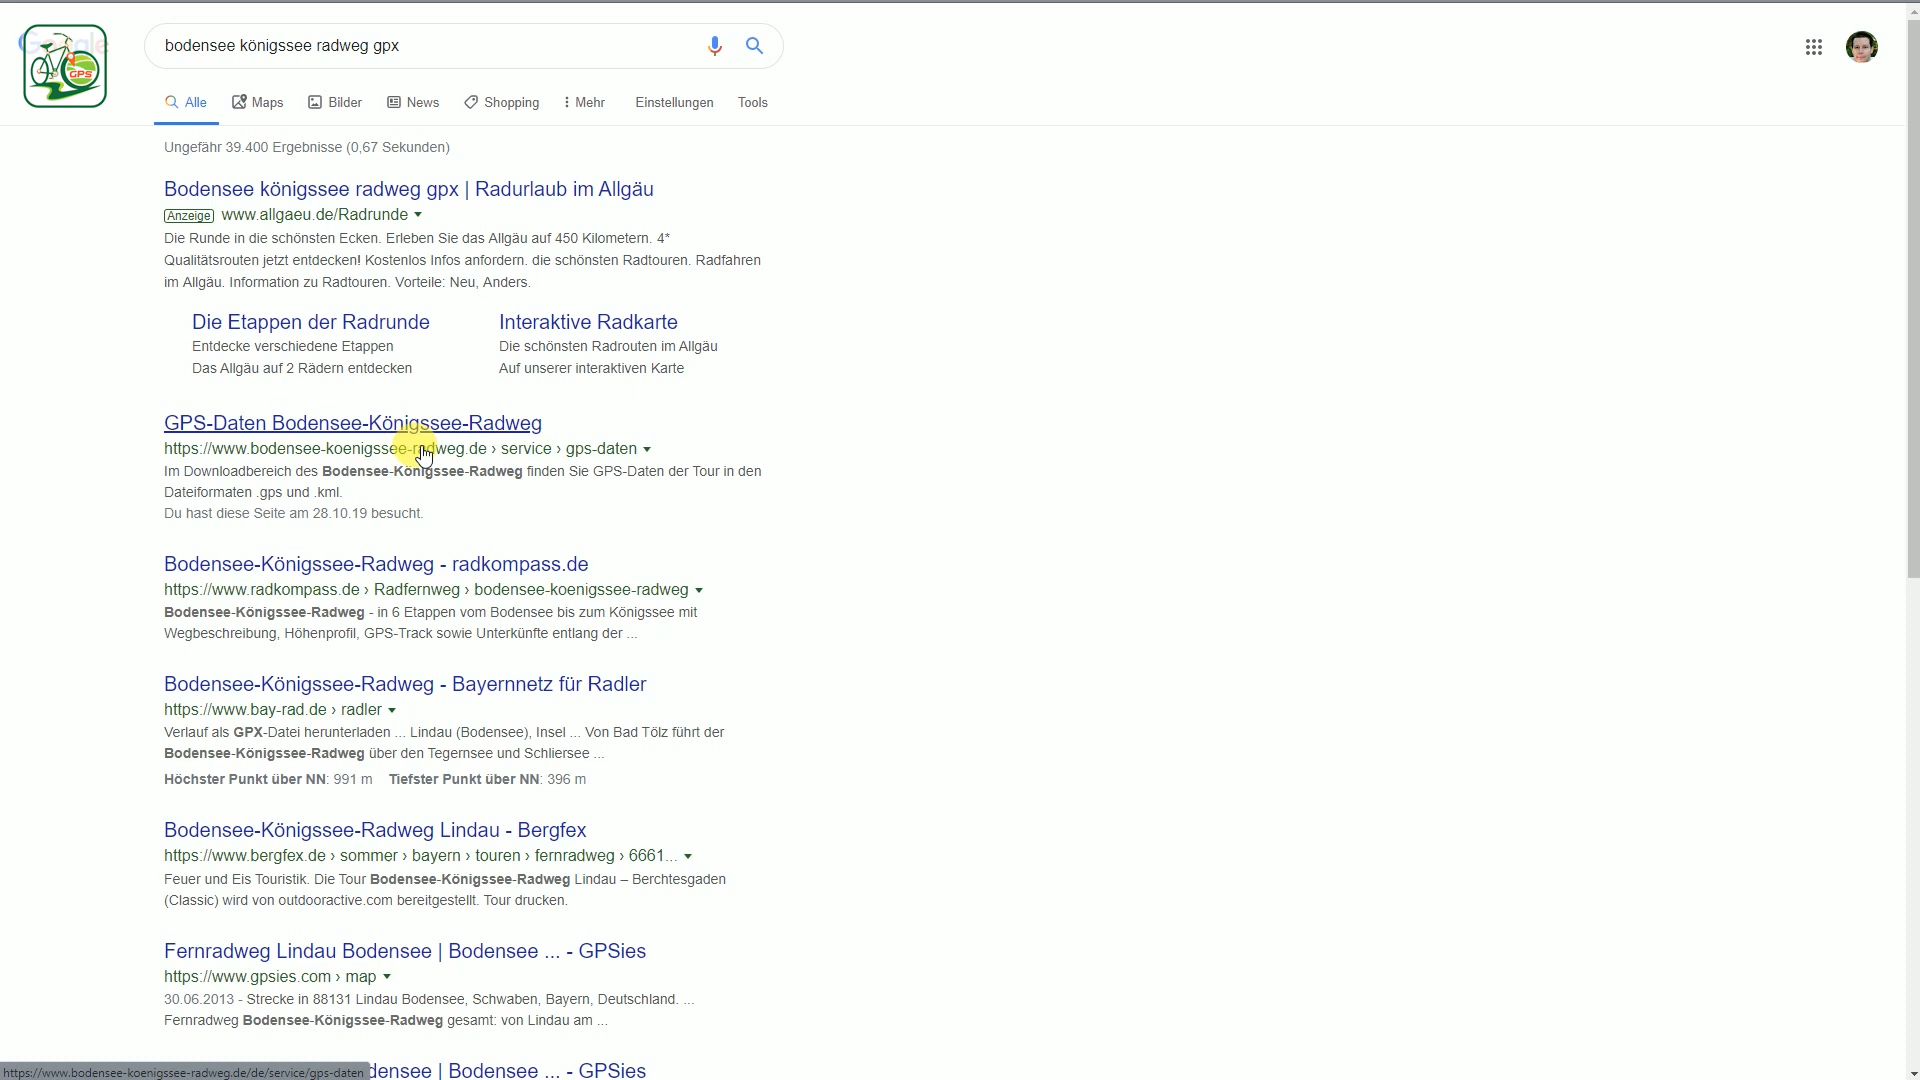 Google
GPS
bodensee königssee radweg gpx
Alle Maps Bilder News Shopping Mehr Einstellungen Tools
Ungefähr 39.400 Ergebnisse (0,67 Sekunden)
Bodensee königssee radweg gpx | Radurlaub im Allgäu
Anzeige www.allgaeu.de/Radrunde
Die Runde in die schönsten Ecken. Erleben Sie das Allgäu auf 450 Kilometern. 4*
Qualitätsrouten jetzt entdecken! Kostenlos Infos anfordern. die schönsten Radtouren. Radfahren
im Allgäu. Information zu Radtouren. Vorteile: Neu, Anders.
Die Etappen der Radrunde
Entdecke verschiedene Etappen
Das Allgäu auf 2 Rädern entdecken
Interaktive Radkarte
Die schönsten Radrouten im Allgäu
Auf unserer interaktiven Karte
GPS-Daten Bodensee-Königssee-Radweg
https://www.bodensee-koenigssee-radweg.de › service › gps-daten
Im Downloadbereich des Bodensee-Königssee-Radweg finden Sie GPS-Daten der Tour in den
Dateiformaten .gps und .kml.
Du hast diese Seite am 28.10.19 besucht.
Bodensee-Königssee-Radweg - radkompass.de
https://www.radkompass.de › Radfernweg › bodensee-koenigssee-radweg
Bodensee-Königssee-Radweg - in 6 Etappen vom Bodensee bis zum Königssee mit
Wegbeschreibung, Höhenprofil, GPS-Track sowie Unterkünfte entlang der ...
Bodensee-Königssee-Radweg - Bayernnetz für Radler
https://www.bay-rad.de › radler
Verlauf als GPX-Datei herunterladen ... Lindau (Bodensee), Insel ... Von Bad Tölz führt der
Bodensee-Königssee-Radweg über den Tegernsee und Schliersee ...
Höchster Punkt über NN: 991 m Tiefster Punkt über NN: 396 m
Bodensee-Königssee-Radweg Lindau - Bergfex
https://www.bergfex.de › sommer › bayern › touren › fernradweg › 6661...
Feuer und Eis Touristik. Die Tour Bodensee-Königssee-Radweg Lindau – Berchtesgaden
(Classic) wird von outdooractive.com bereitgestellt. Tour drucken.
Fernradweg Lindau Bodensee | Bodensee ... - GPSies
https://www.gpsies.com › map
30.06.2013 - Strecke in 88131 Lindau Bodensee, Schwaben, Bayern, Deutschland. ...
Fernradweg Bodensee-Königssee-Radweg gesamt: von Lindau am ...
densee | Bodensee ... - GPSies
https://www.bodensee-koenigssee-radweg.de/de/service/gps-daten